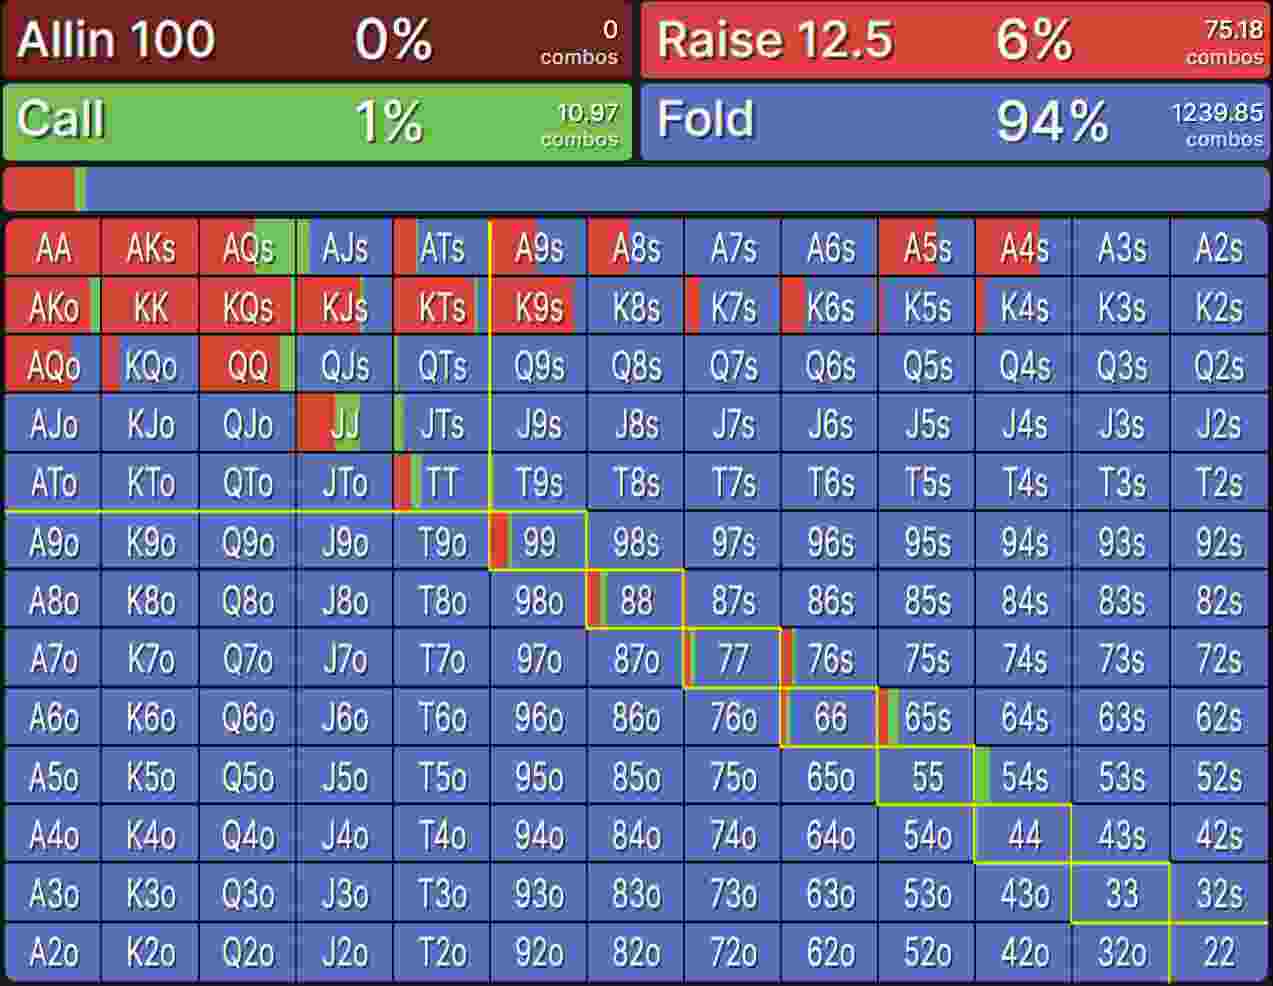 Allin 100 0% 0 combos
Raise 12.5 6% 75.18 combos
Call 1% 10.97 combos
Fold 94% 1239.85 combos
AA AKs AQs AJs ATs A9s A8s A7s A6s A5s A4s A3s A2s
AKo KK KQs KJs KTs K9s K8s K7s K6s K5s K4s K3s K2s
AQo KQo QQ QJs QTs Q9s Q8s Q7s Q6s Q5s Q4s Q3s Q2s
AJo KJo QJo JJ JTs J9s J8s J7s J6s J5s J4s J3s J2s
ATo KTo QTo JTo TT T9s T8s T7s T6s T5s T4s T3s T2s
A9o K9o Q9o J9o T9o 99 98s 97s 96s 95s 94s 93s 92s
A8o K8o Q8o J8o T8o 98o 88 87s 86s 85s 84s 83s 82s
A7o K7o Q7o J7o T7o 97o 87o 77 76s 75s 74s 73s 72s
A6o K6o Q6o J6o T6o 96o 86o 76o 66 65s 64s 63s 62s
A5o K5o Q5o J5o T5o 95o 85o 75o 65o 55 54s 53s 52s
A4o K4o Q4o J4o T4o 94o 84o 74o 64o 54o 44 43s 42s
A3o K3o Q3o J3o T3o 93o 83o 73o 63o 53o 43o 33 32s
A2o K2o Q2o J2o T2o 92o 82o 72o 62o 52o 42o 32o 22